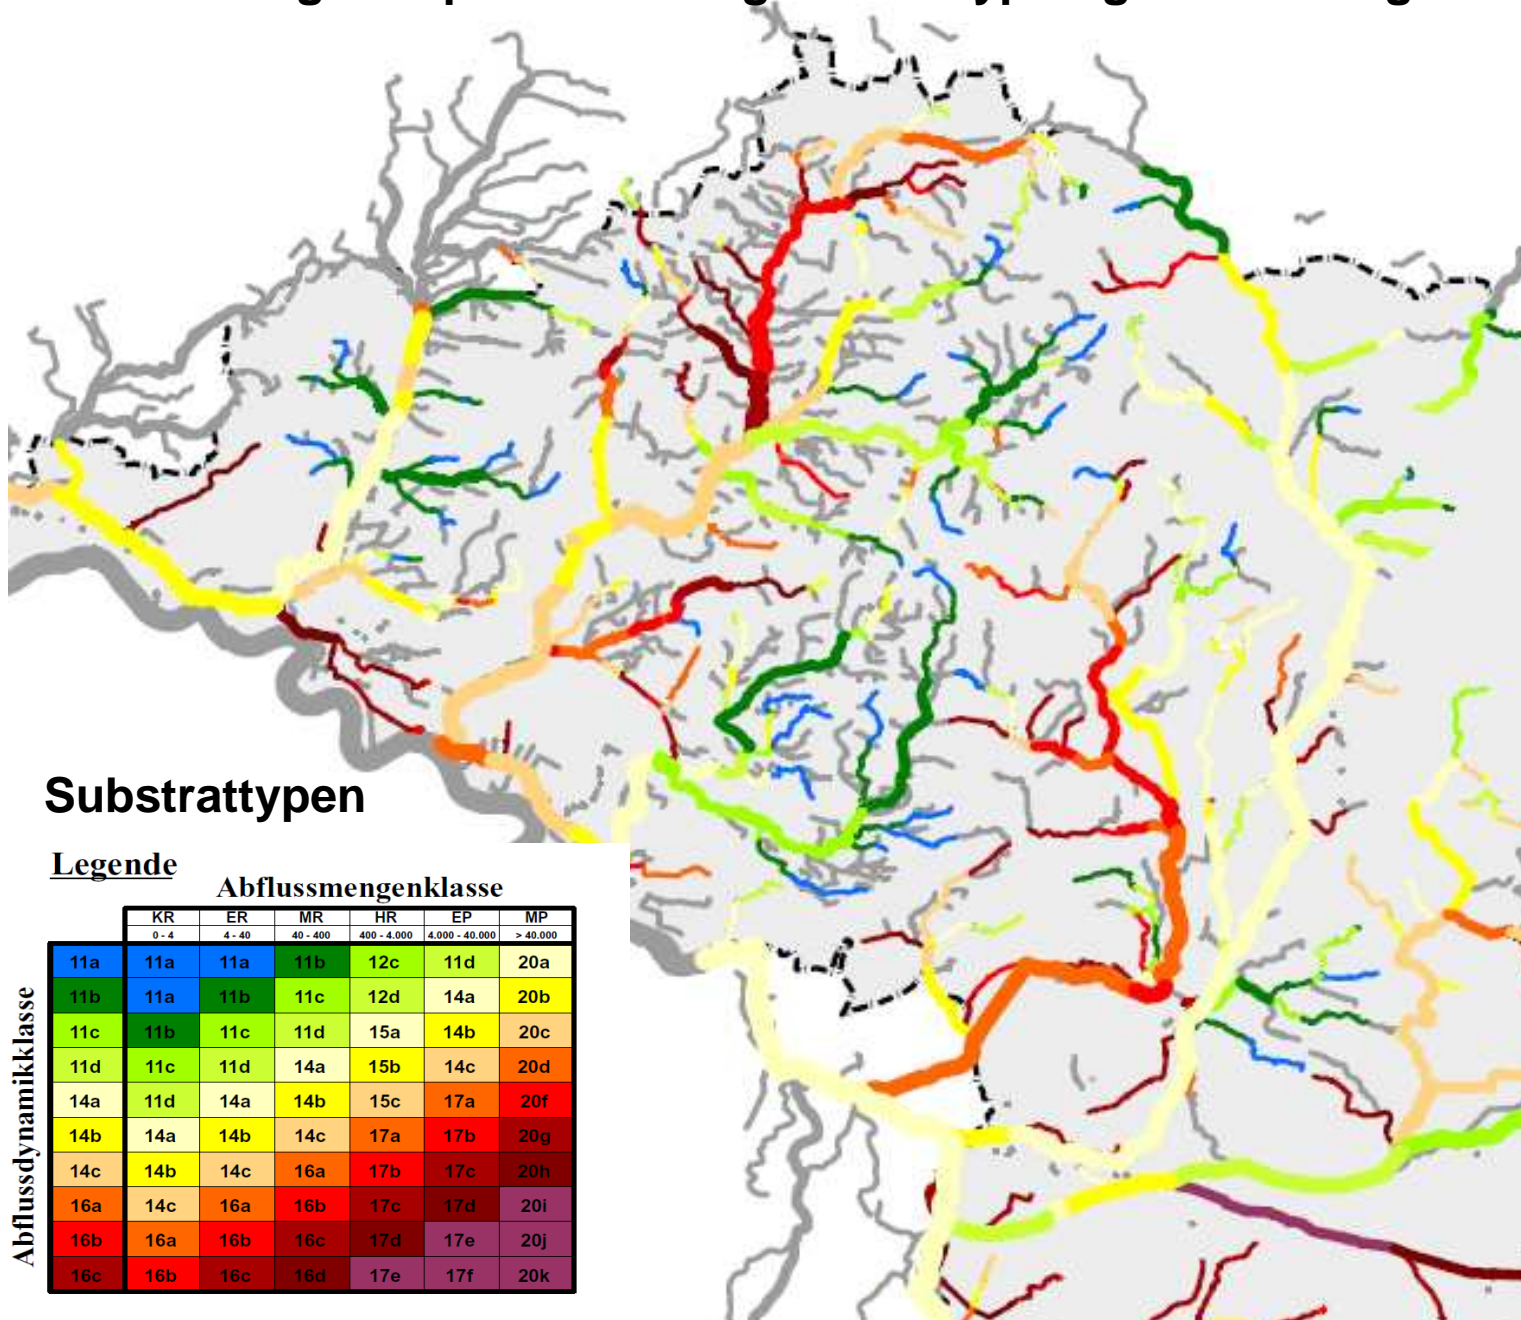 Substrattypen
Legende
Abflussmengenklasse
KR ER MR HR EP MP
0 - 4 4 - 40 40 - 400 400 - 4.000 4.000 - 40.000 > 40.000
Abflussdynamikklasse
11a 11a 11a 11b 12c 11d 20a
11b 11a 11b 11c 12d 14a 20b
11c 11b 11c 11d 15a 14b 20c
11d 11c 11d 14a 15b 14c 20d
14a 11d 14a 14b 15c 17a 20f
14b 14a 14b 14c 17a 17b 20g
14c 14b 14c 16a 17b 17c 20h
16a 14c 16a 16b 17c 17d 20i
16b 16a 16b 16c 17d 17e 20j
16c 16b 16c 16d 17e 17f 20k